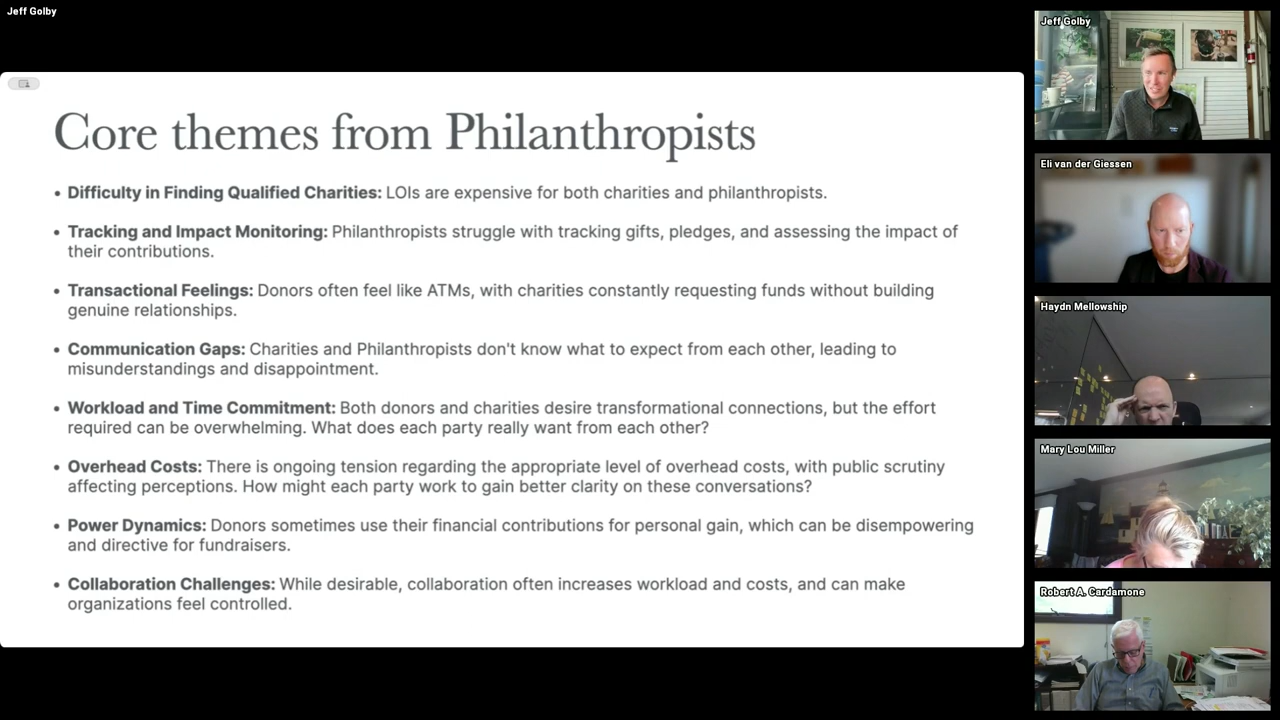 Jeff Golby
Core themes from Philanthropists
• Difficulty in Finding Qualified Charities: LOIs are expensive for both charities and philanthropists.
• Tracking and Impact Monitoring: Philanthropists struggle with tracking gifts, pledges, and assessing the impact of
their contributions.
• Transactional Feelings: Donors often feel like ATMs, with charities constantly requesting funds without building
genuine relationships.
• Communication Gaps: Charities and Philanthropists don't know what to expect from each other, leading to
misunderstandings and disappointment.
• Workload and Time Commitment: Both donors and charities desire transformational connections, but the effort
required can be overwhelming. What does each party really want from each other?
• Overhead Costs: There is ongoing tension regarding the appropriate level of overhead costs, with public scrutiny
affecting perceptions. How might each party work to gain better clarity on these conversations?
• Power Dynamics: Donors sometimes use their financial contributions for personal gain, which can be disempowering
and directive for fundraisers.
• Collaboration Challenges: While desirable, collaboration often increases workload and costs, and can make
organizations feel controlled.
Jeff Golby
Eli van der Giessen
Haydn Mellowship
Mary Lou Miller
Robert A. Cardamone